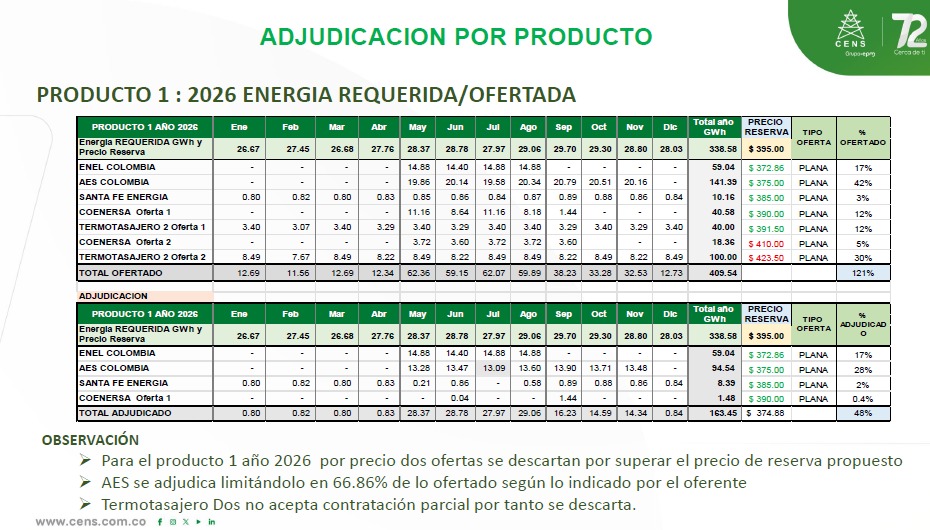 ADJUDICACION POR PRODUCTO
CENS
Grupo·epm
72 años
Cerca de ti
PRODUCTO 1 : 2026 ENERGIA REQUERIDA/OFERTADA
PRODUCTO 1 AÑO 2026 Ene Feb Mar Abr May Jun Jul Ago Sep Oct Nov Dic Total año GWh PRECIO RESERVA TIPO OFERTA % OFERTADO
Energia REQUERIDA GWh y Precio Reserva 26.67 27.45 26.68 27.76 28.37 28.78 27.97 29.06 29.70 29.30 28.80 28.03 338.58 $ 395.00
ENEL COLOMBIA - - - - 14.88 14.40 14.88 14.88 - - - - 59.04 $ 372.86 PLANA 17%
AES COLOMBIA - - - - 19.86 20.14 19.58 20.34 20.79 20.51 20.16 - 141.39 $ 375.00 PLANA 42%
SANTA FE ENERGIA 0.80 0.82 0.80 0.83 0.85 0.86 0.84 0.87 0.89 0.88 0.86 0.84 10.16 $ 385.00 PLANA 3%
COENERSA Oferta 1 - - - - 11.16 8.64 11.16 8.18 1.44 - - - 40.58 $ 390.00 PLANA 12%
TERMOTASAJERO 2 Oferta 1 3.40 3.07 3.40 3.29 3.40 3.29 3.40 3.40 3.29 3.40 3.29 3.40 40.00 $ 391.50 PLANA 12%
COENERSA Oferta 2 - - - - 3.72 3.60 3.72 3.72 3.60 - - - 18.36 $ 410.00 PLANA 5%
TERMOTASAJERO 2 Oferta 2 8.49 7.67 8.49 8.22 8.49 8.22 8.49 8.49 8.22 8.49 8.22 8.49 100.00 $ 423.50 PLANA 30%
TOTAL OFERTADO 12.69 11.56 12.69 12.34 62.36 59.15 62.07 59.89 38.23 33.28 32.53 12.73 409.54 121%
ADJUDICACION
PRODUCTO 1 AÑO 2026 Ene Feb Mar Abr May Jun Jul Ago Sep Oct Nov Dic Total año GWh PRECIO RESERVA TIPO OFERTA % ADJUDICADO
Energia REQUERIDA GWh y Precio Reserva 26.67 27.45 26.68 27.76 28.37 28.78 27.97 29.06 29.70 29.30 28.80 28.03 338.58 $ 395.00
ENEL COLOMBIA - - - - 14.88 14.40 14.88 14.88 - - - - 59.04 $ 372.86 PLANA 17%
AES COLOMBIA - - - - 13.28 13.47 13.09 13.60 13.90 13.71 13.48 - 94.54 $ 375.00 PLANA 28%
SANTA FE ENERGIA 0.80 0.82 0.80 0.83 0.21 0.86 - 0.58 0.89 0.88 0.86 0.84 8.39 $ 385.00 PLANA 2%
COENERSA Oferta 1 - - - - - 0.04 - - 1.44 - - - 1.48 $ 390.00 PLANA 0.4%
TOTAL ADJUDICADO 0.80 0.82 0.80 0.83 28.37 28.78 27.97 29.06 16.23 14.59 14.34 0.84 163.45 $ 374.88 48%
OBSERVACIÓN
➢ Para el producto 1 año 2026 por precio dos ofertas se descartan por superar el precio de reserva propuesto
➢ AES se adjudica limitándolo en 66.86% de lo ofertado según lo indicado por el oferente
➢ Termotasajero Dos no acepta contratación parcial por tanto se descarta.
www.cens.com.co